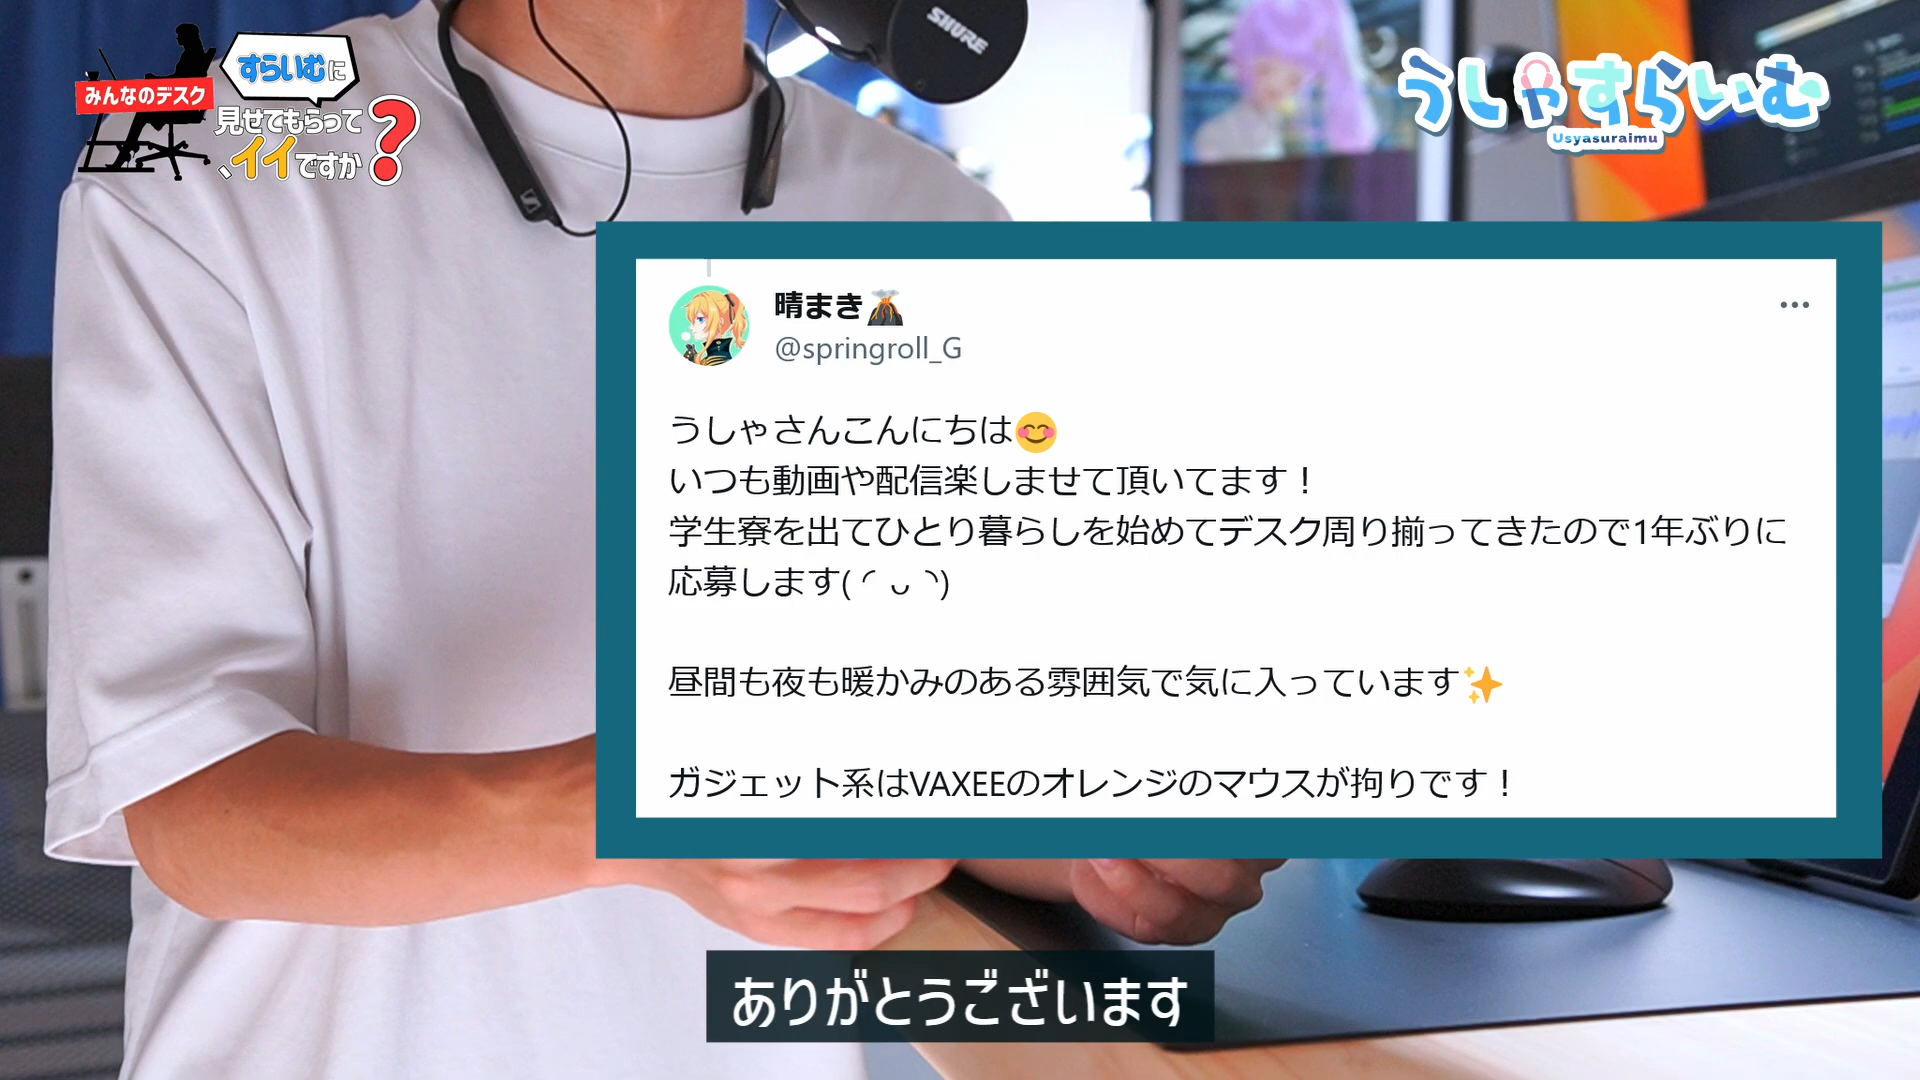 みんなのデスク
すらいむに
見せてもらって
、イイですか?
SHURE
うしゃすらいむ
Usyasuraimu
晴まき🌋
@springroll_G
うしゃさんこんにちは😊
いつも動画や配信楽しませて頂いてます！
学生寮を出てひとり暮らしを始めてデスク周り揃ってきたので1年ぶりに
応募します(◜ᴗ◝)
昼間も夜も暖かみのある雰囲気で気に入っています✨
ガジェット系はVAXEEのオレンジのマウスが拘りです！
ありがとうございます